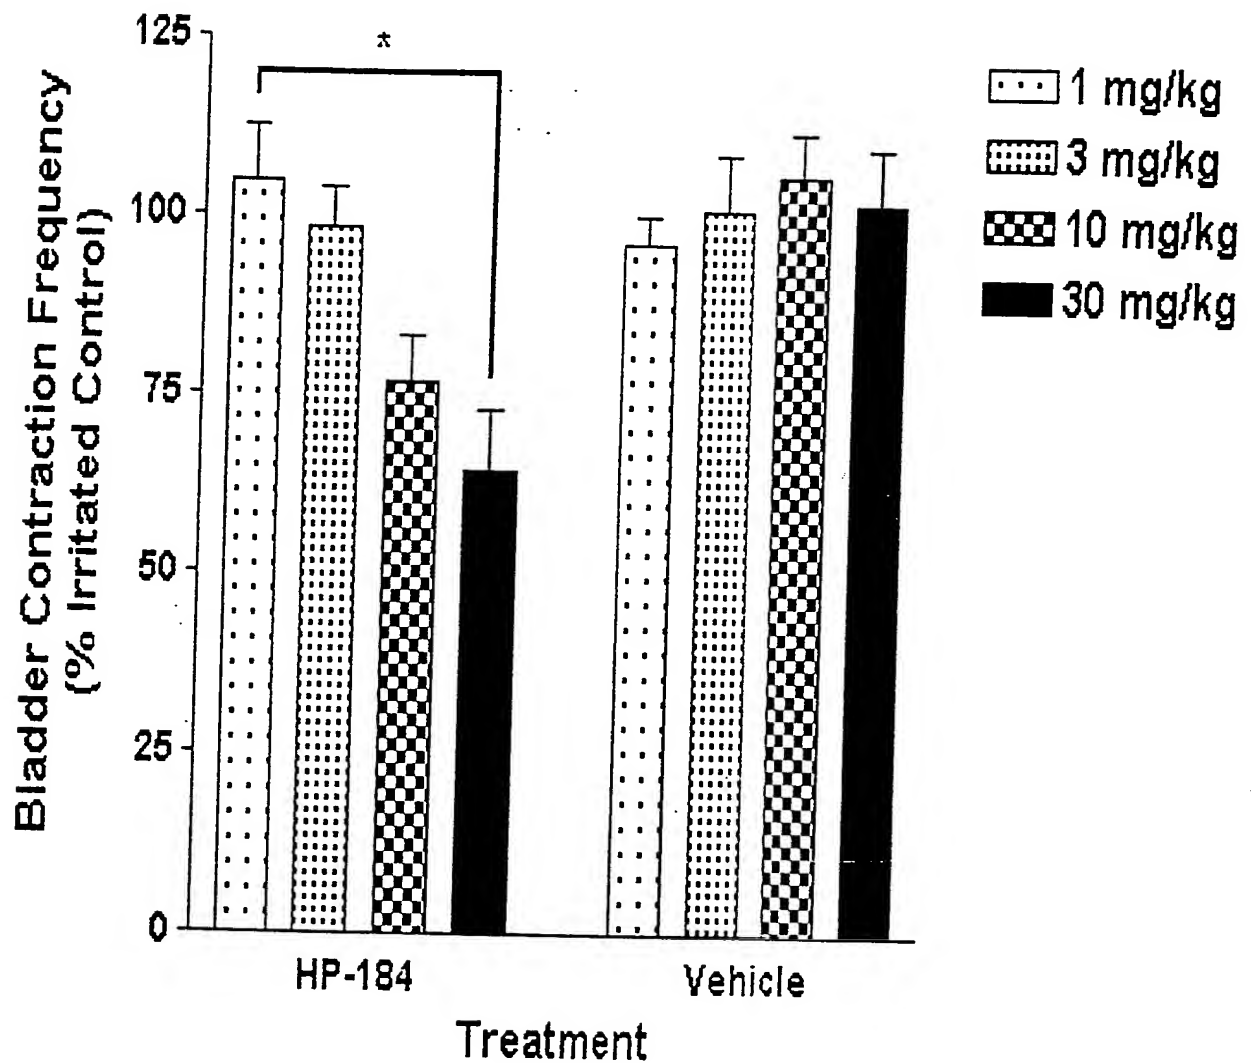 Bladder Contraction Frequency
(% Irritated Control)
125
100
75
50
25
0
*
1 mg/kg
3 mg/kg
10 mg/kg
30 mg/kg
HP-184
Vehicle
Treatment